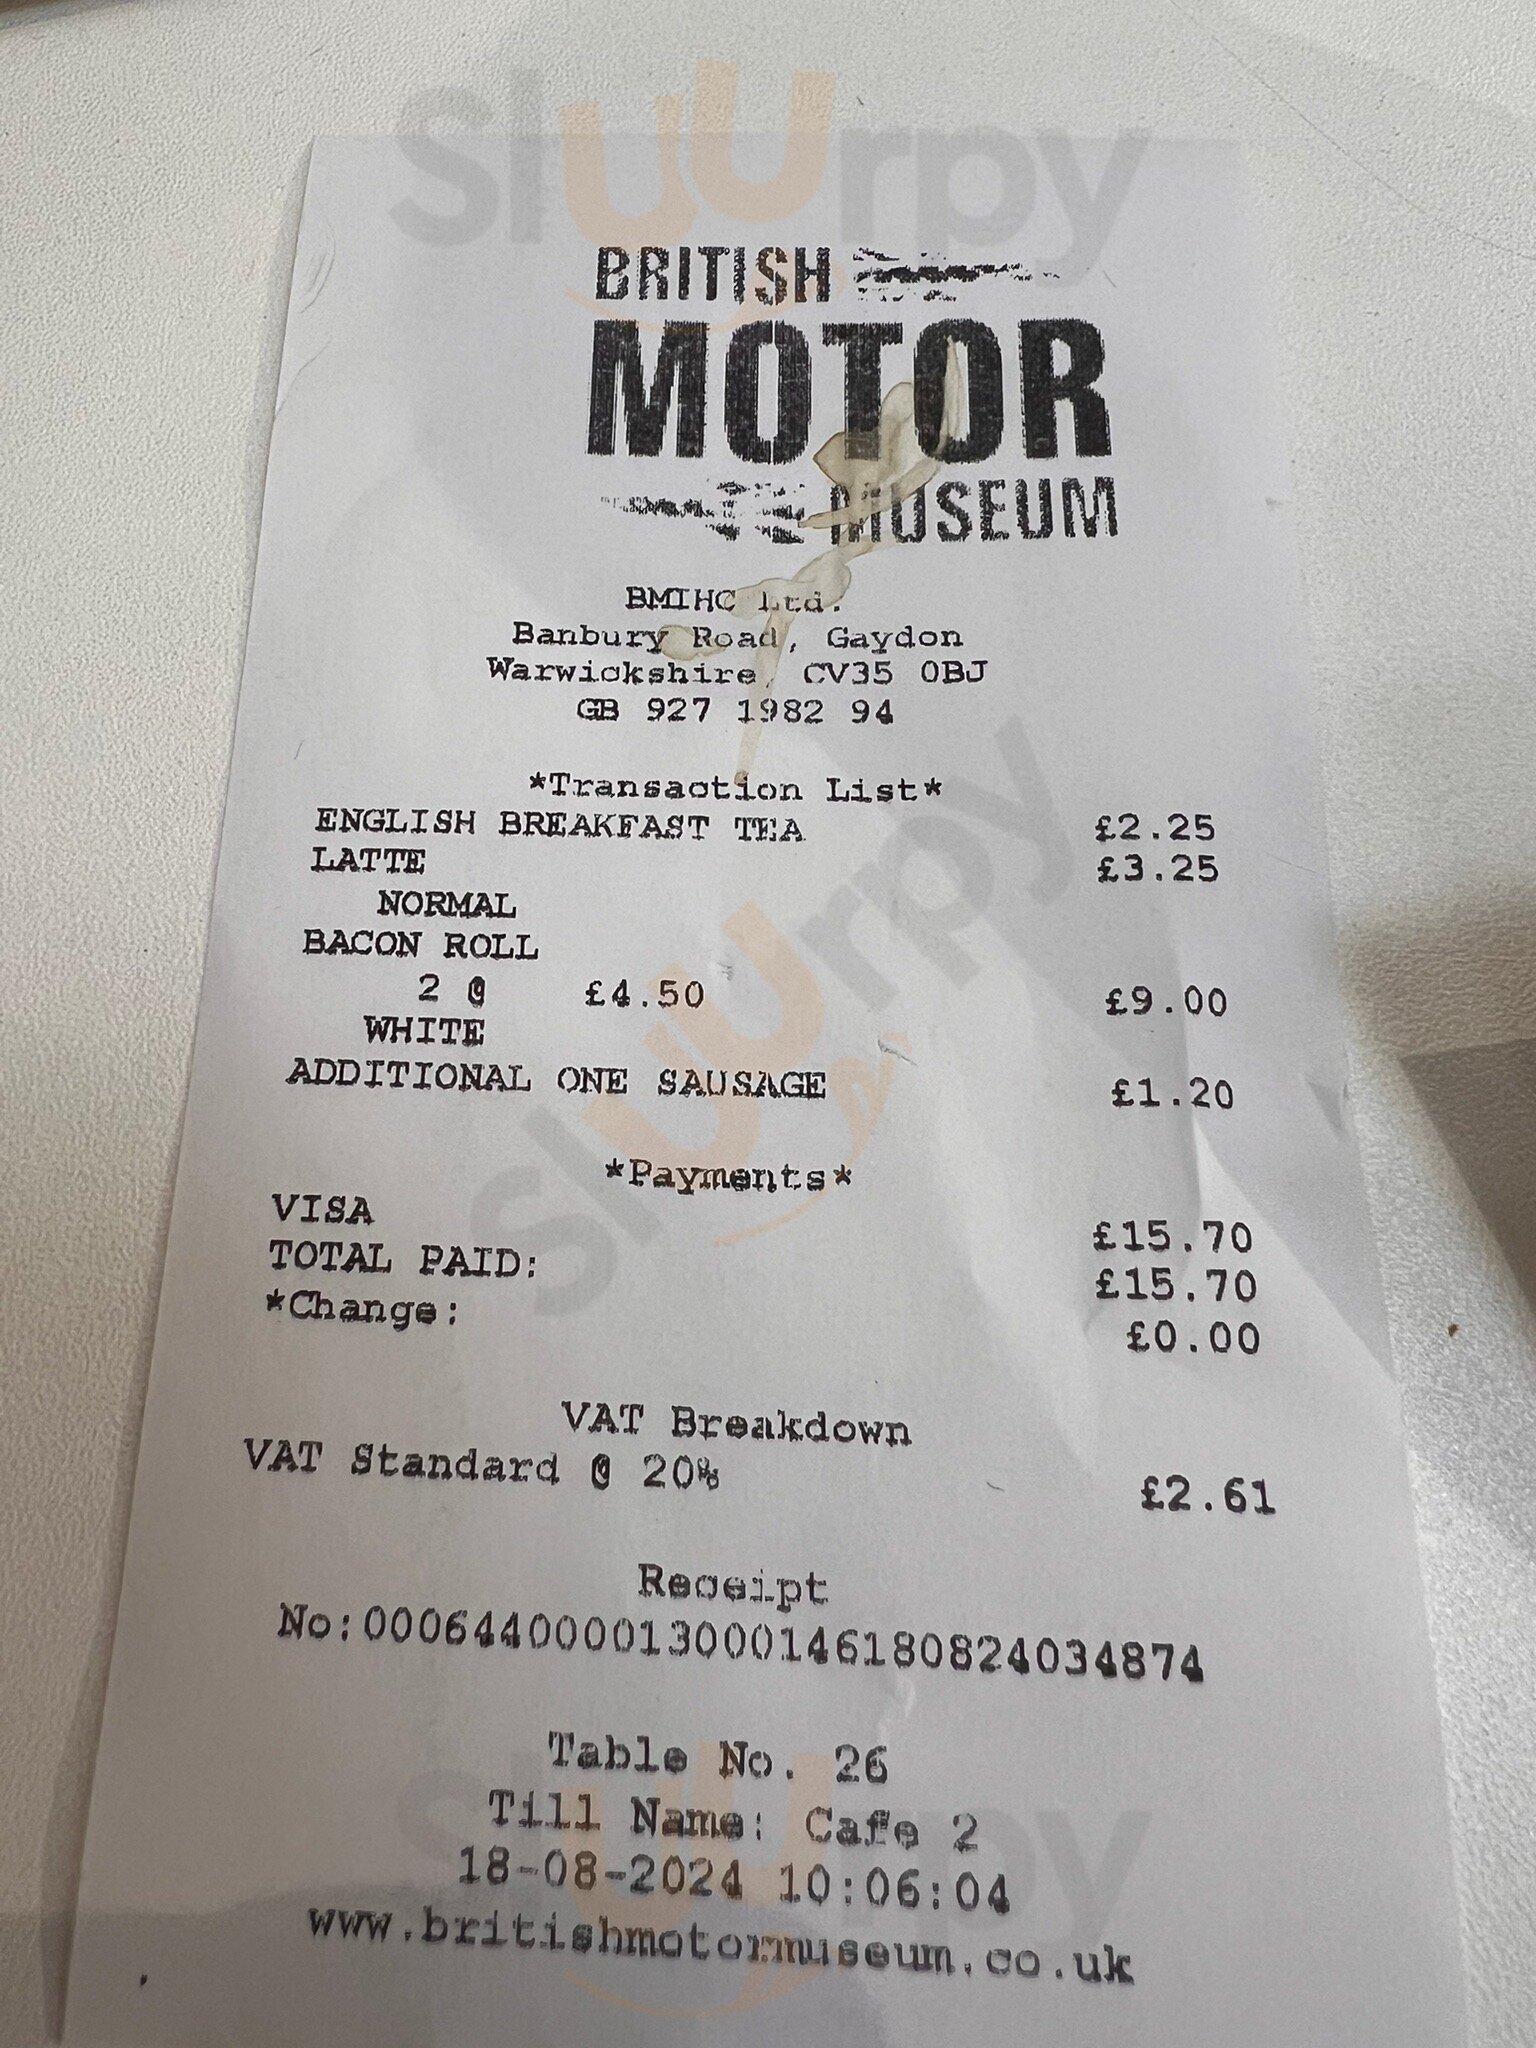 Sluurpy
BRITISH
MOTOR
MUSEUM
BMIHC Ltd.
Banbury Road, Gaydon
Warwickshire, CV35 0BJ
GB 927 1982 94
*Transaction List*
ENGLISH BREAKFAST TEA £2.25
LATTE £3.25
NORMAL
BACON ROLL
2 @ £4.50 £9.00
WHITE
ADDITIONAL ONE SAUSAGE £1.20
Sluurpy
*Payments*
VISA £15.70
TOTAL PAID: £15.70
*Change: £0.00
VAT Breakdown
VAT Standard @ 20% £2.61
Receipt
No:000644000013000146180824034874
Table No. 26
Till Name: Cafe 2
Sluurpy
18-08-2024 10:06:04
www.britishmotormuseum.co.uk